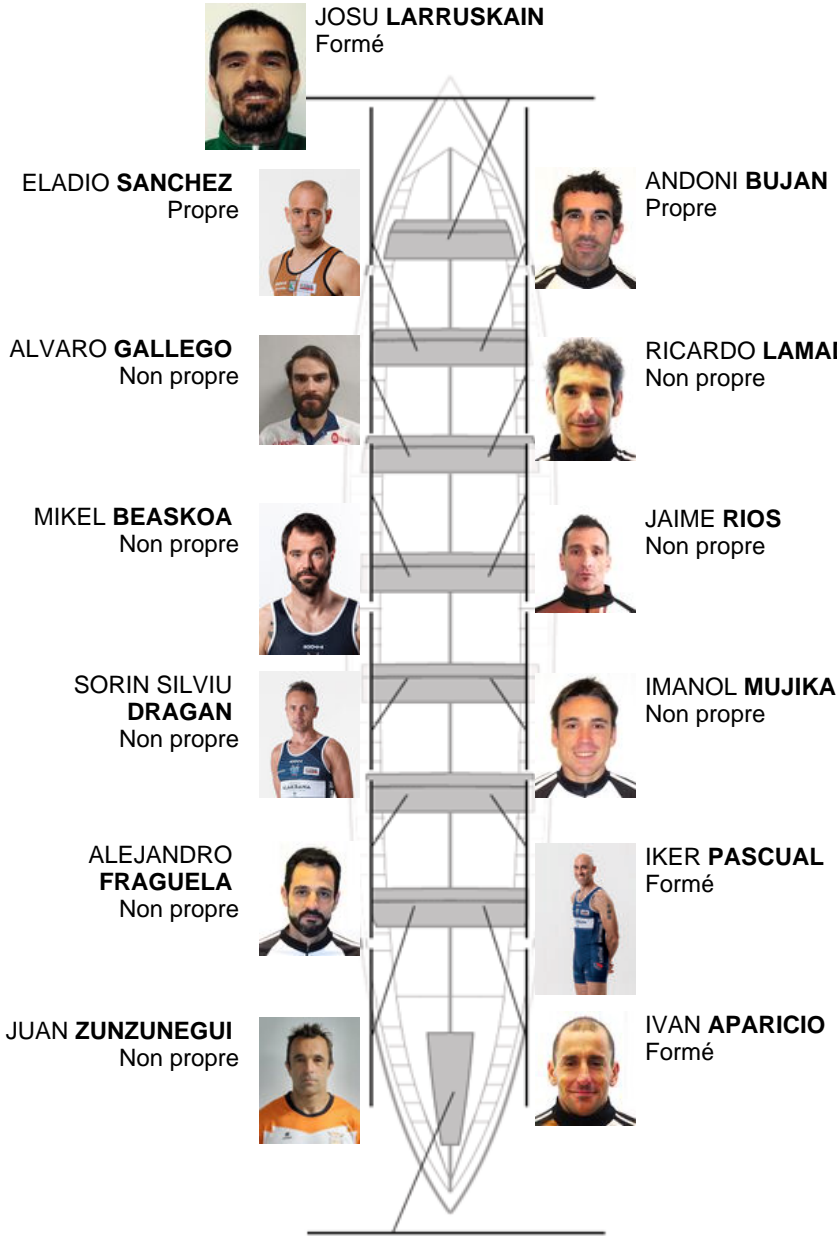 JOSU LARRUSKAIN
Formé
ELADIO SANCHEZ
Propre
ANDONI BUJAN
Propre
ALVARO GALLEGO
Non propre
RICARDO LAMAI
Non propre
MIKEL BEASKOA
Non propre
JAIME RIOS
Non propre
SORIN SILVIU
DRAGAN
Non propre
IMANOL MUJIKA
Non propre
ALEJANDRO
FRAGUELA
Non propre
IKER PASCUAL
Formé
JUAN ZUNZUNEGUI
Non propre
IVAN APARICIO
Formé